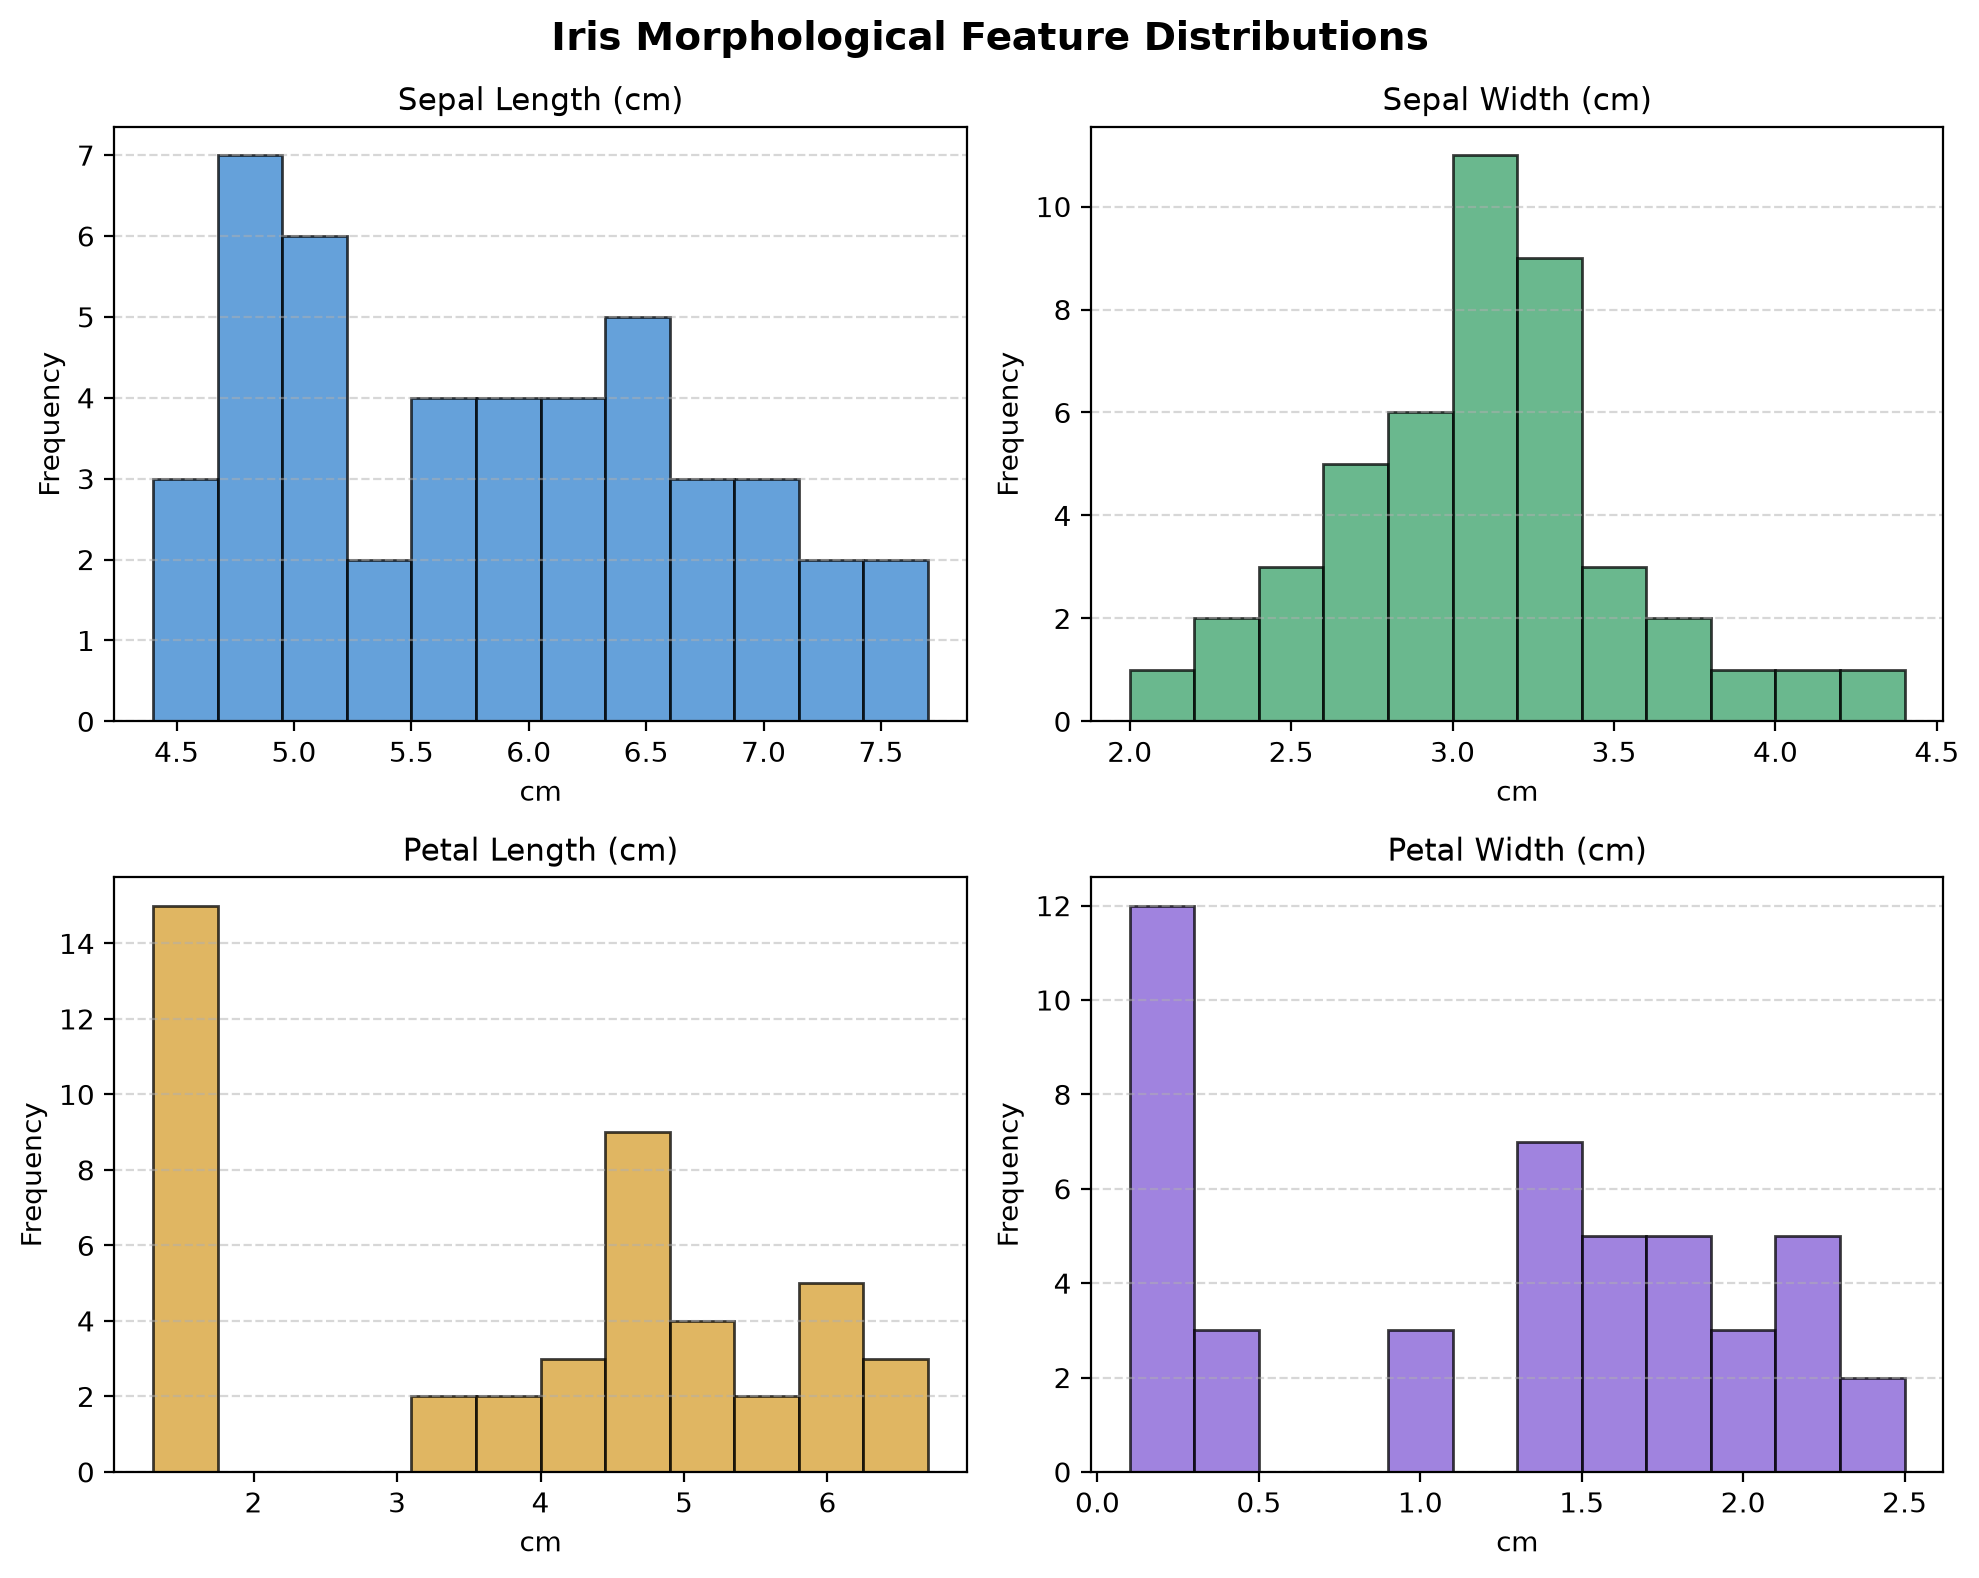 Iris Morphological Feature Distributions
Sepal Length (cm)
Frequency
7
6
5
4
3
2
1
0
4.5 5.0 5.5 6.0 6.5 7.0 7.5
cm
Sepal Width (cm)
Frequency
10
8
6
4
2
0
2.0 2.5 3.0 3.5 4.0 4.5
cm
Petal Length (cm)
Frequency
14
12
10
8
6
4
2
0
2 3 4 5 6
cm
Petal Width (cm)
Frequency
12
10
8
6
4
2
0
0.0 0.5 1.0 1.5 2.0 2.5
cm